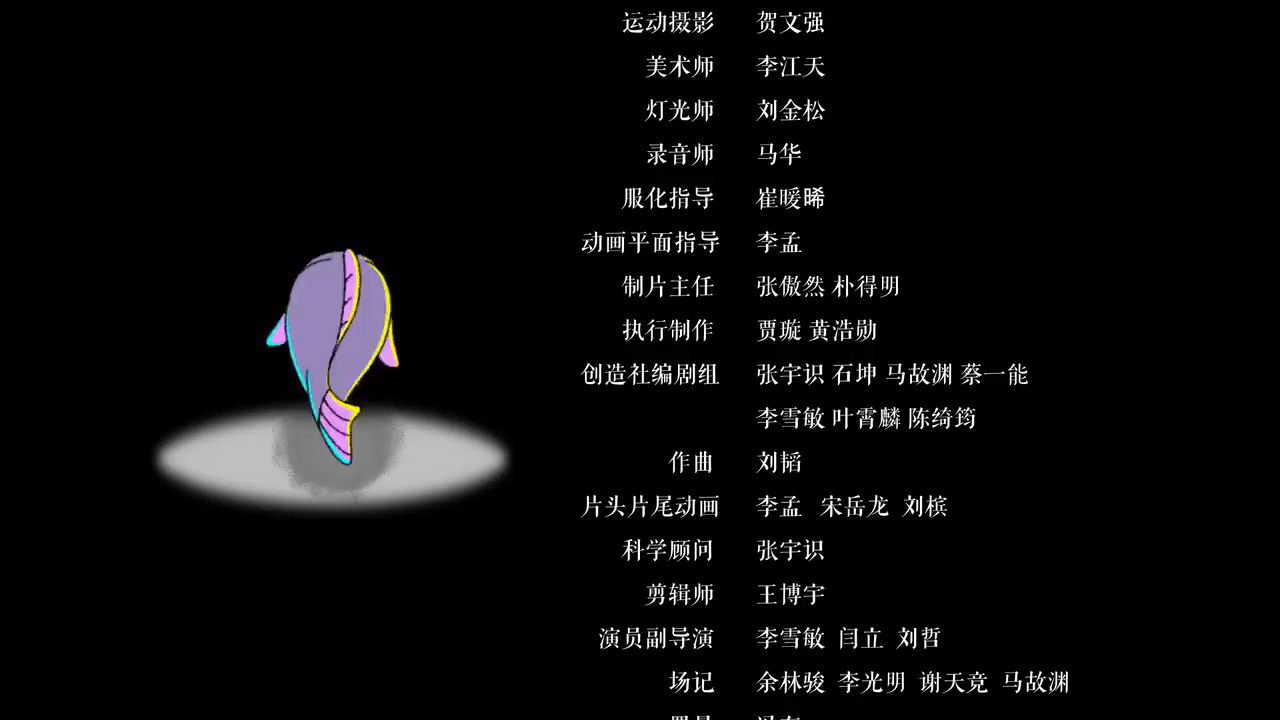 运动摄影 贺文强
美术师 李江天
灯光师 刘金松
录音师 马华
服化指导 崔暖晞
动画平面指导 李孟
制片主任 张傲然 朴得明
执行制作 贾璇 黄浩勋
创造社编剧组 张宇识 石坤 马故渊 蔡一能
李雪敏 叶霄麟 陈绮筠
作曲 刘韬
片头片尾动画 李孟 宋岳龙 刘槟
科学顾问 张宇识
剪辑师 王博宇
演员副导演 李雪敏 闫立 刘哲
场记 余林骏 李光明 谢天竞 马故渊